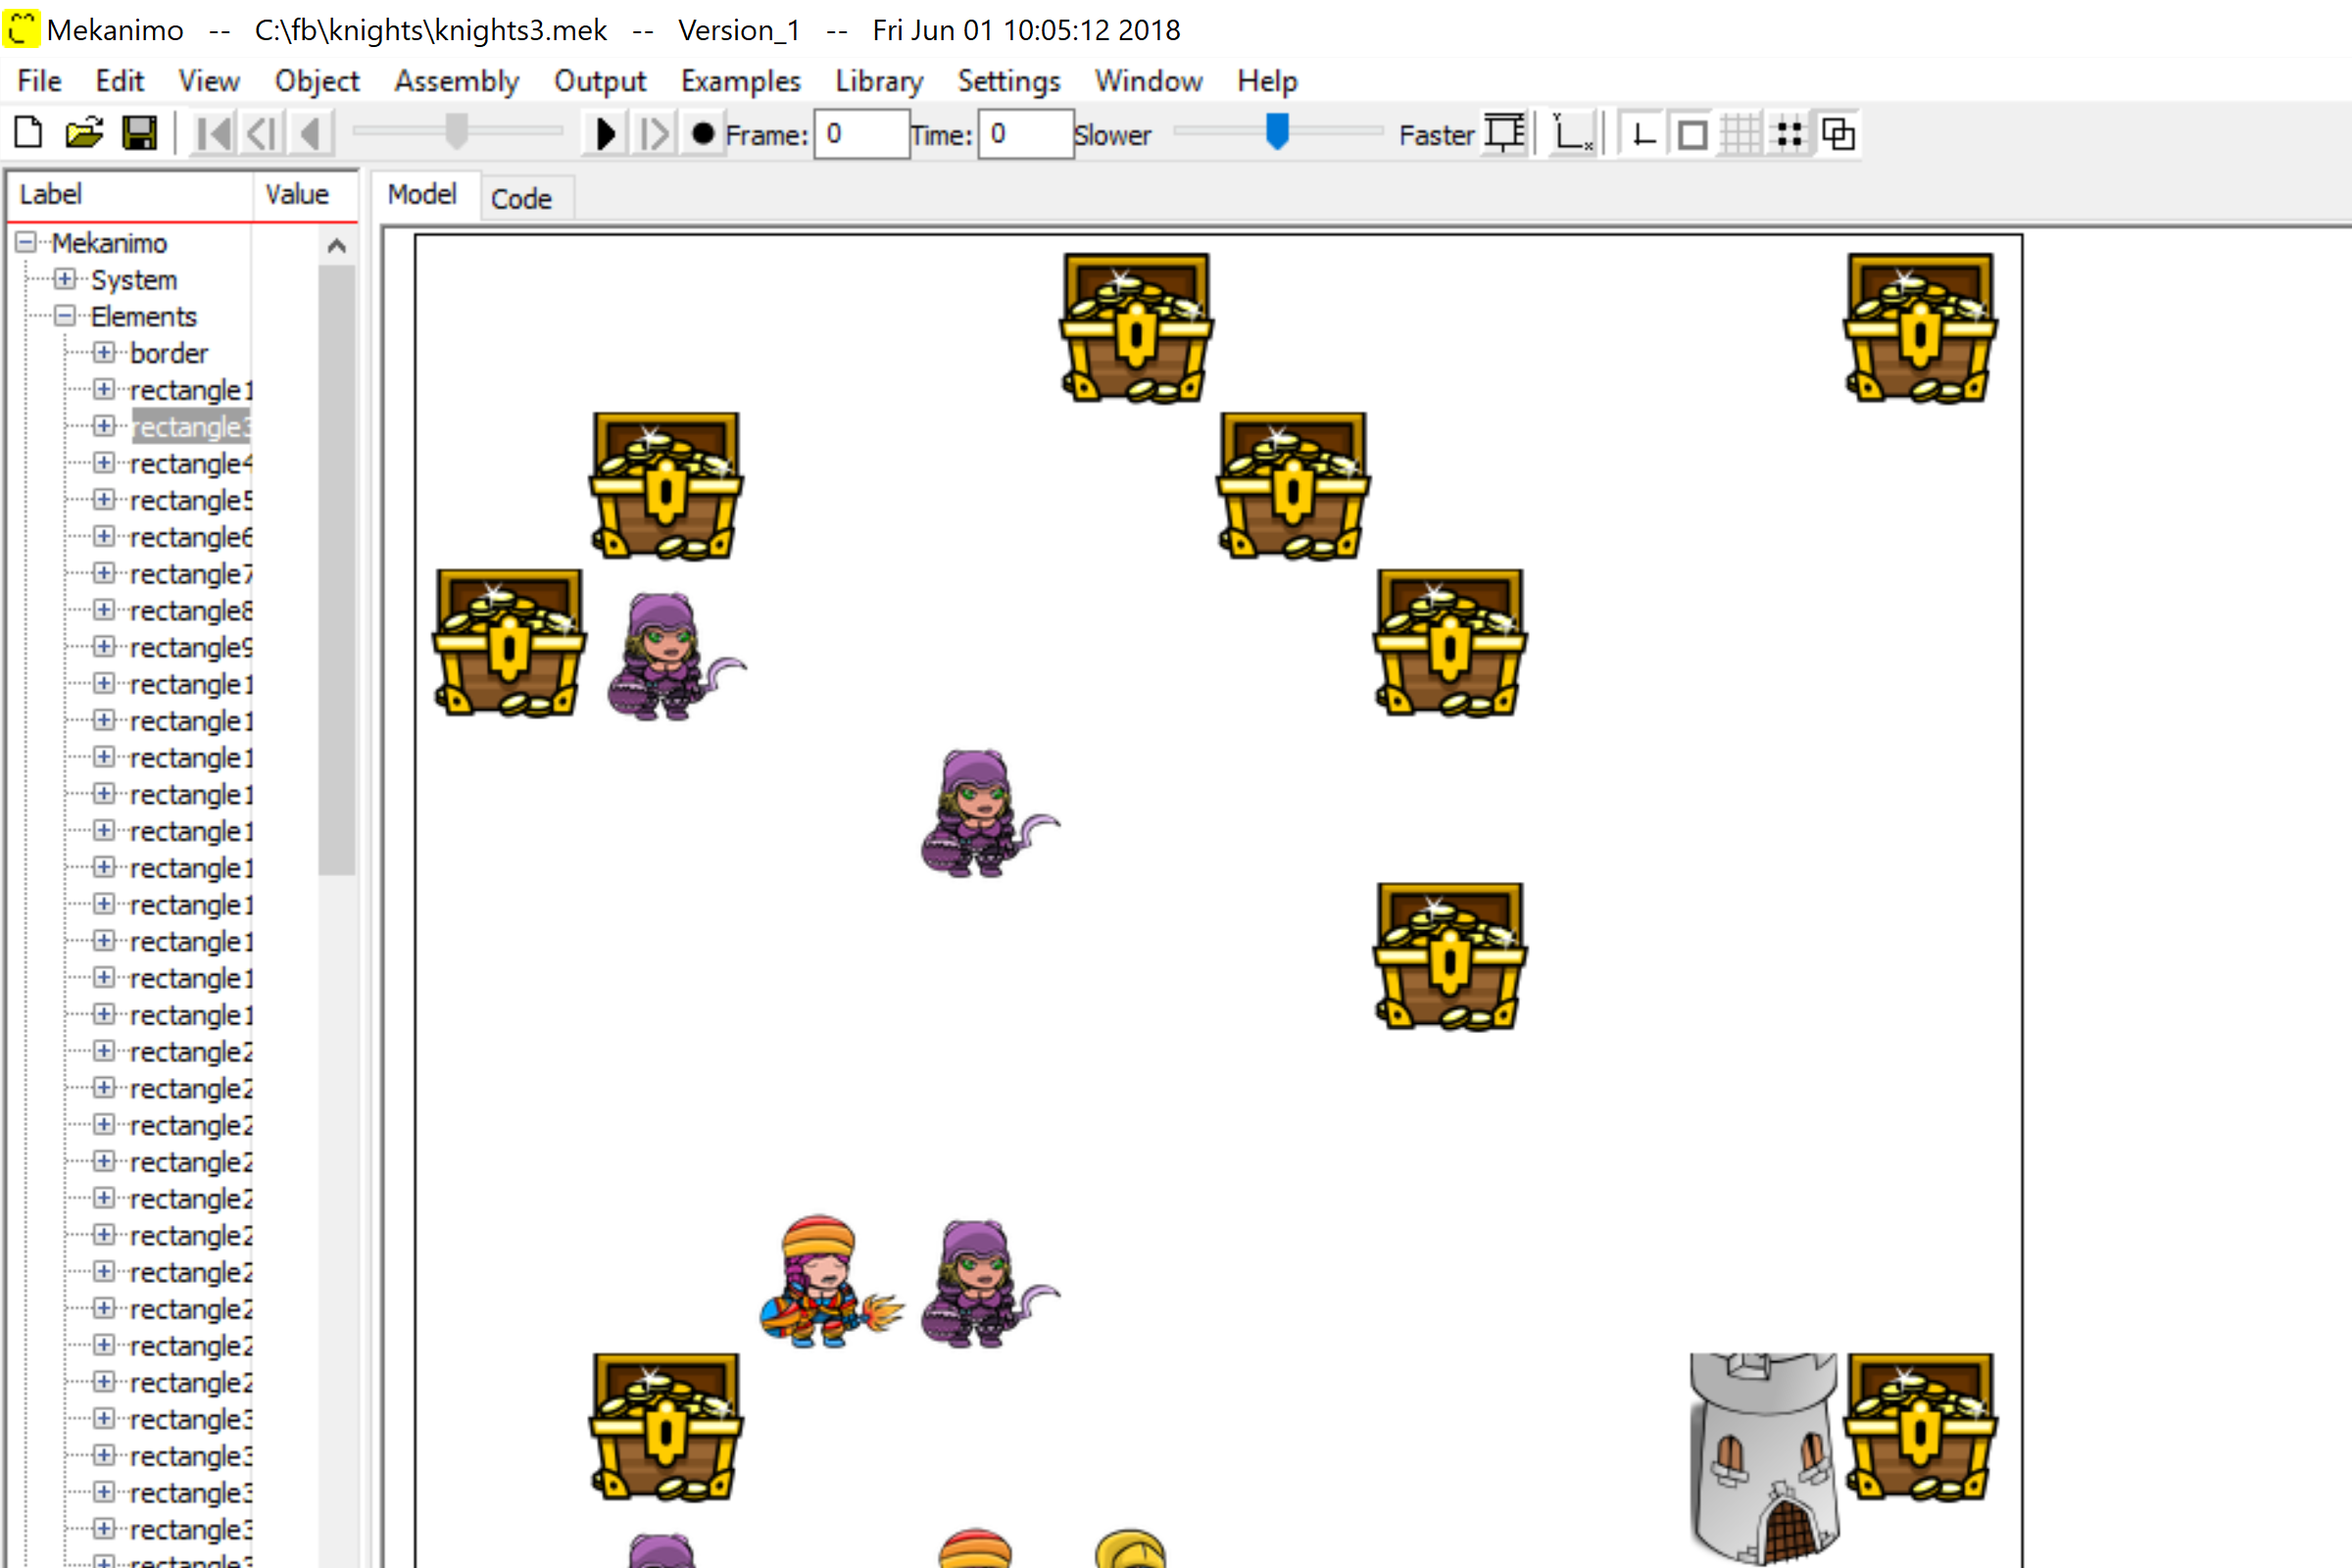 Mekanimo -- C:\fb\knights\knights3.mek -- Version_1 -- Fri Jun 01 10:05:12 2018
File Edit View Object Assembly Output Examples Library Settings Window Help
Frame: 0 Time: 0 Slower Faster
Label Value
Model Code
Mekanimo
System
Elements
border
rectangle1
rectangle3
rectangle4
rectangle5
rectangle6
rectangle7
rectangle8
rectangle9
rectangle1
rectangle1
rectangle1
rectangle1
rectangle1
rectangle1
rectangle1
rectangle1
rectangle1
rectangle1
rectangle2
rectangle2
rectangle2
rectangle2
rectangle2
rectangle2
rectangle2
rectangle2
rectangle2
rectangle2
rectangle3
rectangle3
rectangle3
rectangle3